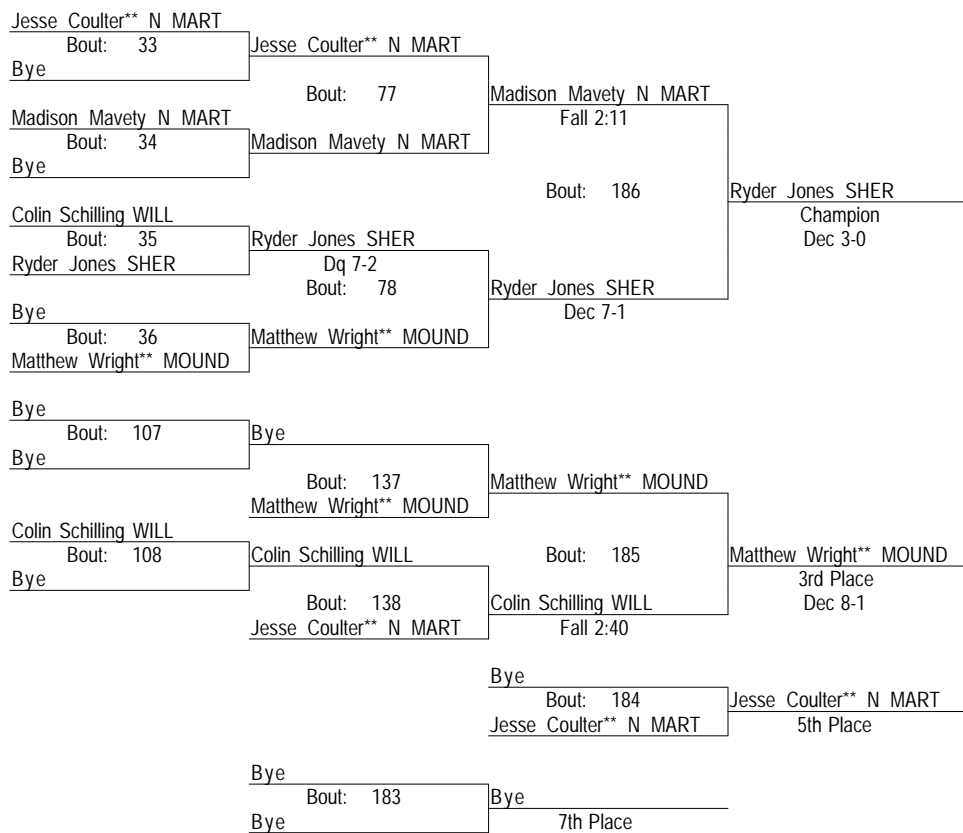 Jesse Coulter** N MART
Bout: 33
Bye
Jesse Coulter** N MART
Bout: 77
Madison Mavety N MART
Bout: 34
Bye
Madison Mavety N MART
Madison Mavety N MART
Fall 2:11
Bout: 186
Colin Schilling WILL
Bout: 35
Ryder Jones SHER
Ryder Jones SHER
Dq 7-2
Bout: 78
Bye
Bout: 36
Matthew Wright** MOUND
Matthew Wright** MOUND
Ryder Jones SHER
Dec 7-1
Ryder Jones SHER
Champion
Dec 3-0
Bye
Bout: 107
Bye
Bye
Bout: 137
Matthew Wright** MOUND
Matthew Wright** MOUND
Colin Schilling WILL
Bout: 108
Bye
Colin Schilling WILL
Bout: 138
Jesse Coulter** N MART
Bout: 185
Colin Schilling WILL
Fall 2:40
Matthew Wright** MOUND
3rd Place
Dec 8-1
Bye
Bout: 184
Jesse Coulter** N MART
Jesse Coulter** N MART
5th Place
Bye
Bout: 183
Bye
Bye
7th Place